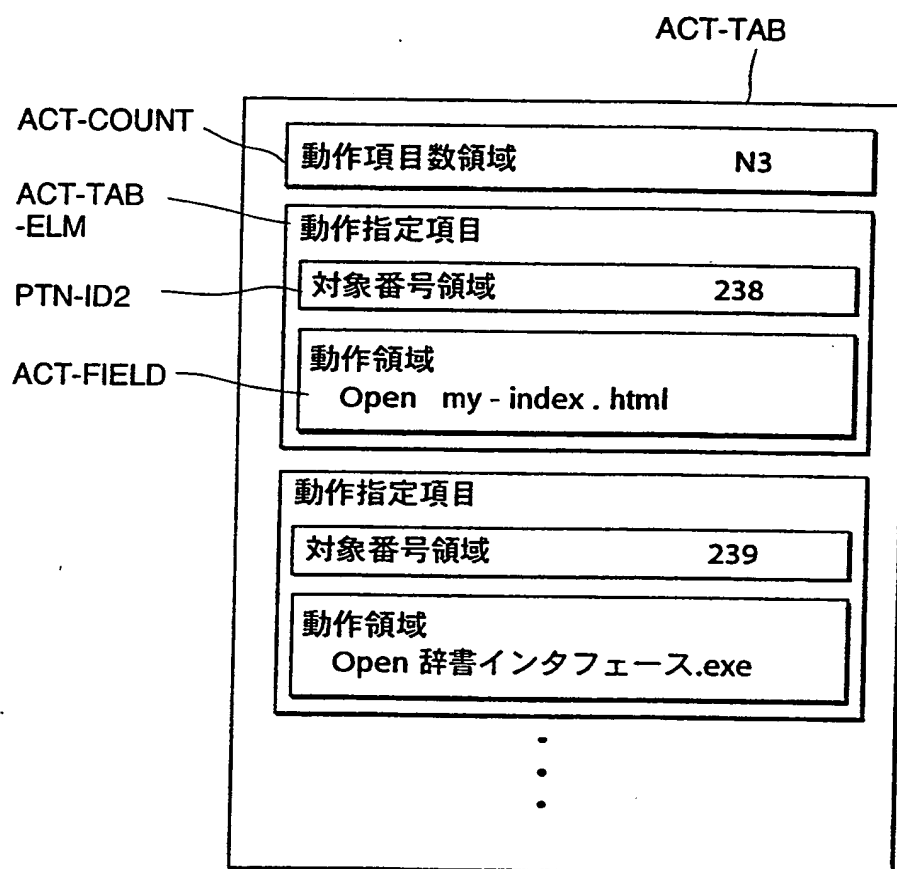 ACT-TAB
ACT-COUNT
動作項目数領域 N3
ACT-TAB
-ELM
動作指定項目
PTN-ID2
対象番号領域 238
ACT-FIELD
動作領域
Open my - index . html
動作指定項目
対象番号領域 239
動作領域
Open 辞書インタフェース.exe